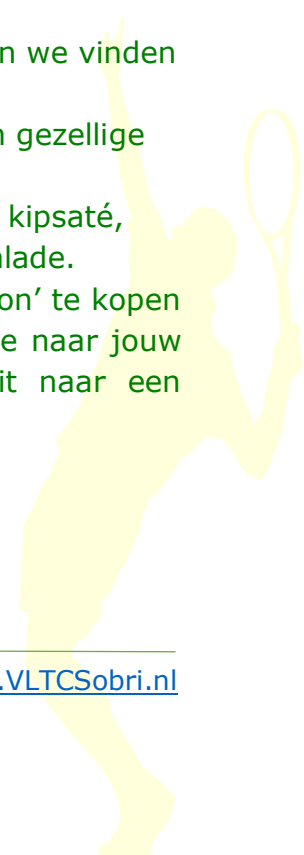 n we vinden
gezellige
kipsaté,
lade.
on’ te kopen
e naar jouw
it naar een
.VLTCSobri.nl